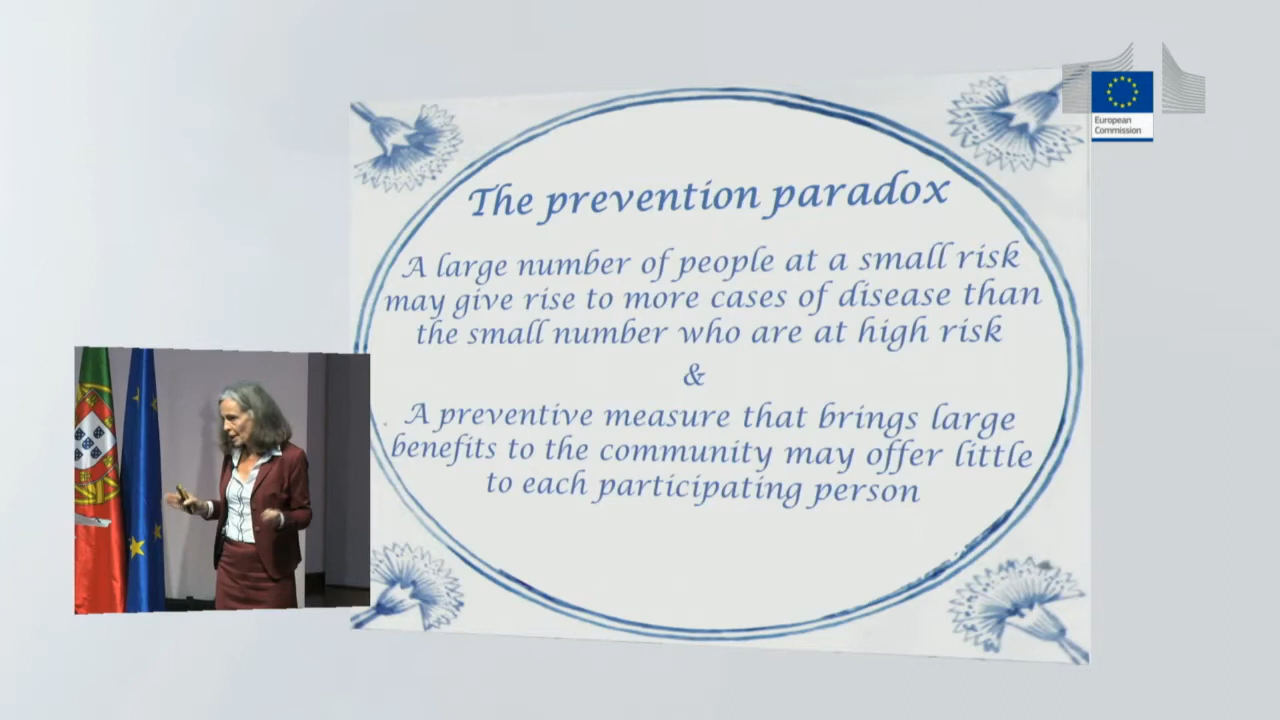 The prevention paradox
A large number of people at a small risk
may give rise to more cases of disease than
the small number who are at high risk
&
A preventive measure that brings large
benefits to the community may offer little
to each participating person
European
Commission